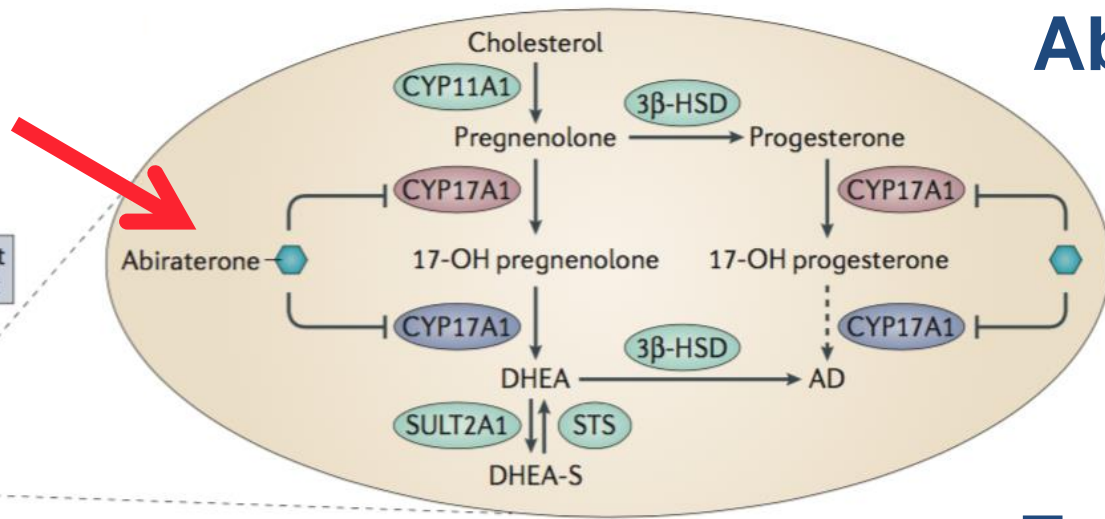 Ab
Cholesterol
CYP11A1
3β-HSD
Pregnenolone
Progesterone
CYP17A1
CYP17A1
t
Abiraterone
17-OH pregnenolone
17-OH progesterone
CYP17A1
CYP17A1
3β-HSD
DHEA
AD
SULT2A1
STS
DHEA-S